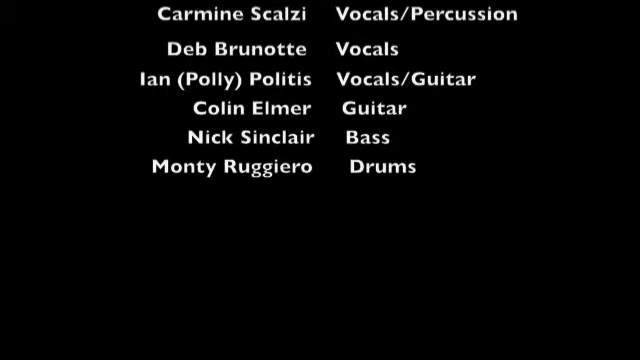 Carmine Scalzi Vocals/Percussion
Deb Brunotte Vocals
Ian (Polly) Politis Vocals/Guitar
Colin Elmer Guitar
Nick Sinclair Bass
Monty Ruggiero Drums